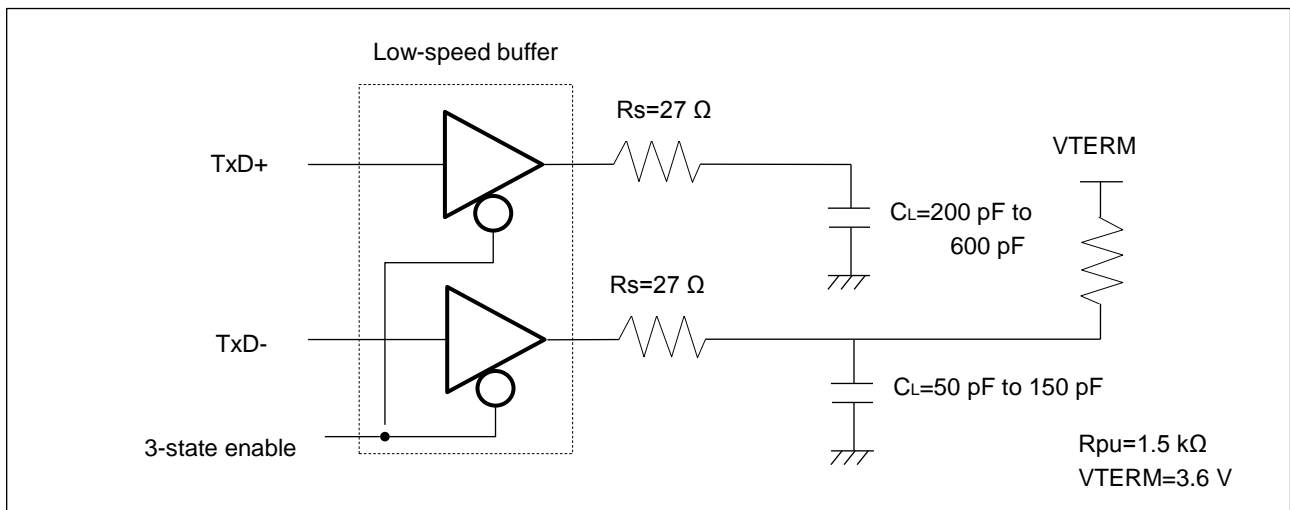 Low-speed buffer
Rs=27 Ω
TxD+
VTERM
CL=200 pF to
600 pF
Rs=27 Ω
TxD-
CL=50 pF to 150 pF
3-state enable
Rpu=1.5 kΩ
VTERM=3.6 V